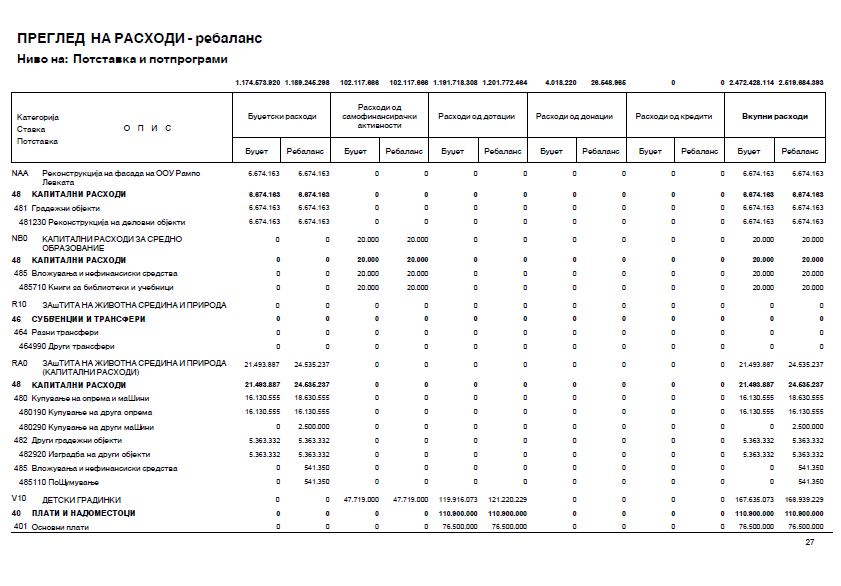 ПРЕГЛЕД НА РАСХОДИ - ребаланс
Ниво на: Потставка и потпрограми
1.174.573.920 1.189.245.298 102.117.666 102.117.666 1.191.718.308 1.201.772.464 4.018.220 26.548.965 0 0 2.472.428.114 2.519.684.393
Категорија
Ставка
Потставка
О П И С
Буџетски расходи
Расходи од
самофинансирачки
активности
Расходи од дотации
Расходи од донации
Расходи од кредити
Вкупни расходи
Буџет Ребаланс Буџет Ребаланс Буџет Ребаланс Буџет Ребаланс Буџет Ребаланс Буџет Ребаланс
NAA Реконструкција на фасада на ООУ Рампо 6.674.163 6.674.163 0 0 0 0 0 0 0 0 6.674.163 6.674.163
Левката
48 КАПИТАЛНИ РАСХОДИ 6.674.163 6.674.163 0 0 0 0 0 0 0 0 6.674.163 6.674.163
481 Градежни објекти 6.674.163 6.674.163 0 0 0 0 0 0 0 0 6.674.163 6.674.163
481230 Реконструкција на деловни објекти 6.674.163 6.674.163 0 0 0 0 0 0 0 0 6.674.163 6.674.163
NB0 КАПИТАЛНИ РАСХОДИ ЗА СРЕДНО 0 0 20.000 20.000 0 0 0 0 0 0 20.000 20.000
ОБРАЗОВАНИЕ
48 КАПИТАЛНИ РАСХОДИ 0 0 20.000 20.000 0 0 0 0 0 0 20.000 20.000
485 Вложувања и нефинансиски средства 0 0 20.000 20.000 0 0 0 0 0 0 20.000 20.000
485710 Книги за библиотеки и учебници 0 0 20.000 20.000 0 0 0 0 0 0 20.000 20.000
R10 ЗАшТИТА НА ЖИВОТНА СРЕДИНА И ПРИРОДА 0 0 0 0 0 0 0 0 0 0 0 0
46 СУБВЕНЦИИ И ТРАНСФЕРИ 0 0 0 0 0 0 0 0 0 0 0 0
464 Разни трансфери 0 0 0 0 0 0 0 0 0 0 0 0
464990 Други трансфери 0 0 0 0 0 0 0 0 0 0 0 0
RA0 ЗАшТИТА НА ЖИВОТНА СРЕДИНА И ПРИРОДА 21.493.887 24.535.237 0 0 0 0 0 0 0 0 21.493.887 24.535.237
(КАПИТАЛНИ РАСХОДИ)
48 КАПИТАЛНИ РАСХОДИ 21.493.887 24.535.237 0 0 0 0 0 0 0 0 21.493.887 24.535.237
480 Купување на опрема и маШини 16.130.555 18.630.555 0 0 0 0 0 0 0 0 16.130.555 18.630.555
480190 Купување на друга опрема 16.130.555 16.130.555 0 0 0 0 0 0 0 0 16.130.555 16.130.555
480290 Купување на други маШини 0 2.500.000 0 0 0 0 0 0 0 0 0 2.500.000
482 Други градежни објекти 5.363.332 5.363.332 0 0 0 0 0 0 0 0 5.363.332 5.363.332
482920 Изградба на други објекти 5.363.332 5.363.332 0 0 0 0 0 0 0 0 5.363.332 5.363.332
485 Вложувања и нефинансиски средства 0 541.350 0 0 0 0 0 0 0 0 0 541.350
485110 ПоШумување 0 541.350 0 0 0 0 0 0 0 0 0 541.350
V10 ДЕТСКИ ГРАДИНКИ 0 0 47.719.000 47.719.000 119.916.073 121.220.229 0 0 0 0 167.635.073 168.939.229
40 ПЛАТИ И НАДОМЕСТОЦИ 0 0 0 0 110.900.000 110.900.000 0 0 0 0 110.900.000 110.900.000
401 Основни плати 0 0 0 0 76.500.000 76.500.000 0 0 0 0 76.500.000 76.500.000
27